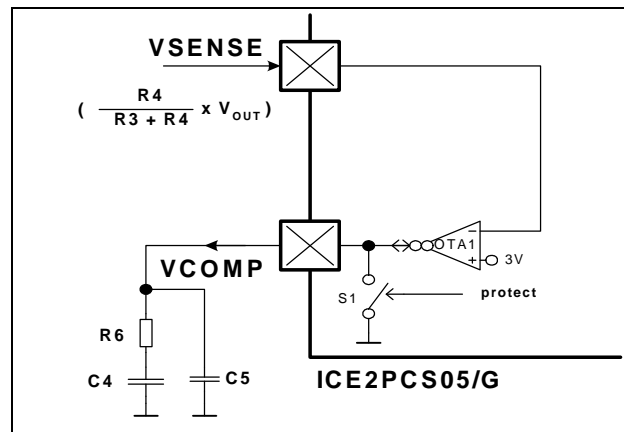 VSENSE
( R4 / R3 + R4 x VOUT )
OTA1
−
+
3V
VCOMP
S1
protect
R6
C4
C5
ICE2PCS05/G